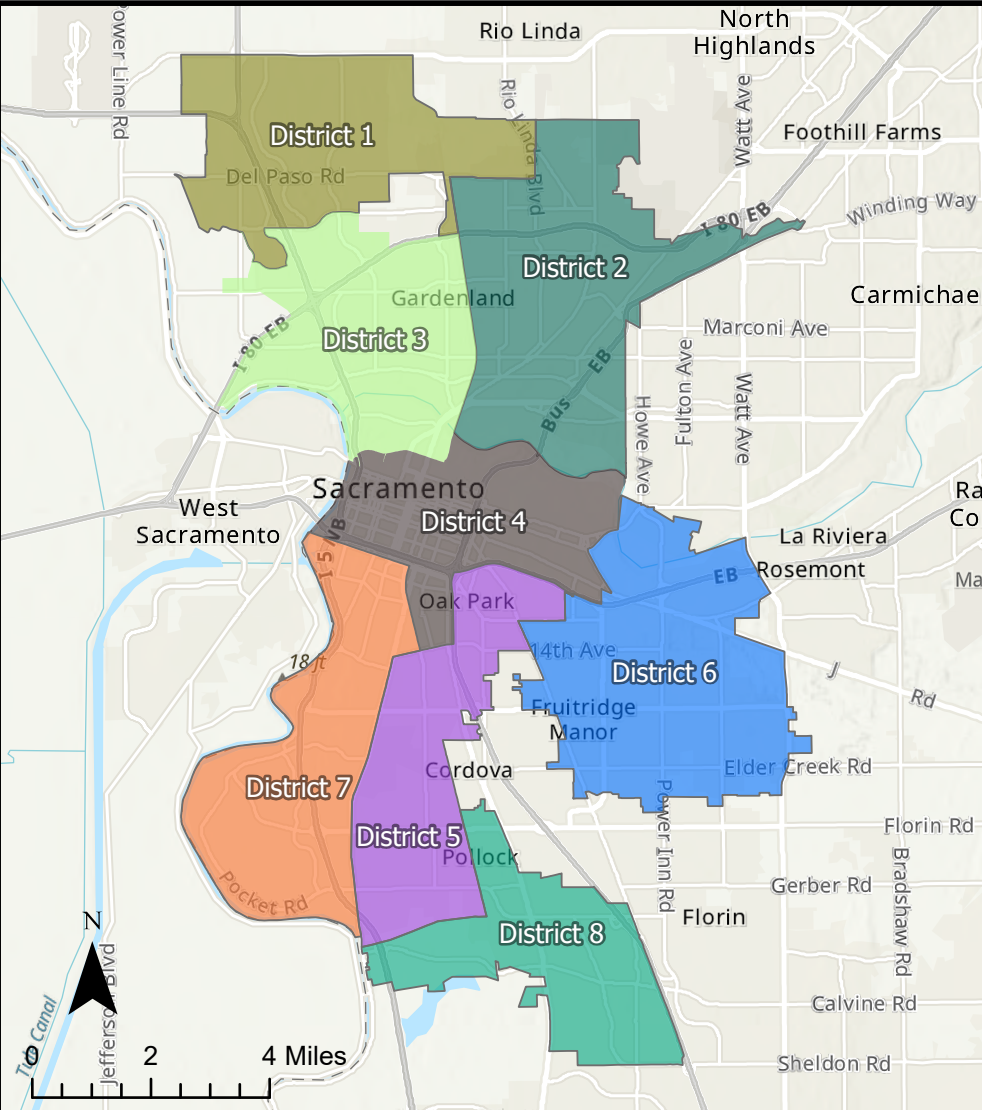 Rio Linda
North
Highlands
Power Line Rd
Rio Linda Blvd
Watt Ave
Foothill Farms
District 1
Del Paso Rd
I 80 EB
Winding Way
District 2
Gardenland
Carmichae
I 80 EB
District 3
Marconi Ave
EB
Bus
Fulton Ave
Howe Ave
Watt Ave
Sacramento
West
Sacramento
District 4
Ra
Co
I 5 NB
La Riviera
EB
Rosemont
Ma
Oak Park
14th Ave
18 ft
District 6
J
Rd
Fruitridge
Manor
Cordova
Elder Creek Rd
District 7
Power Inn Rd
District 5
Florin Rd
Pollock
Bradshaw Rd
Gerber Rd
Pocket Rd
Florin
N
District 8
Jefferson Blvd
Calvine Rd
Tule Canal
0
2
4 Miles
Sheldon Rd